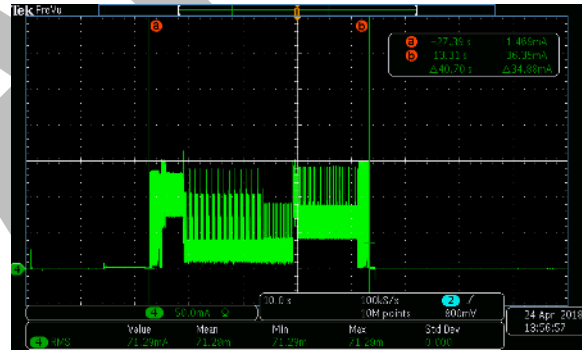 Tek PreVu
a b
a -27.39 s 1.466mA
b 13.31 s 36.35mA
Δ40.70 s Δ34.88mA
4
4 50.0mA Ω
10.0 s 100kS/s 2 /
10M points 800mV
Value Mean Min Max Std Dev
4 RMS 71.29mA 71.29m 71.29m 71.29m 0.000
24 Apr 2018
13:56:57